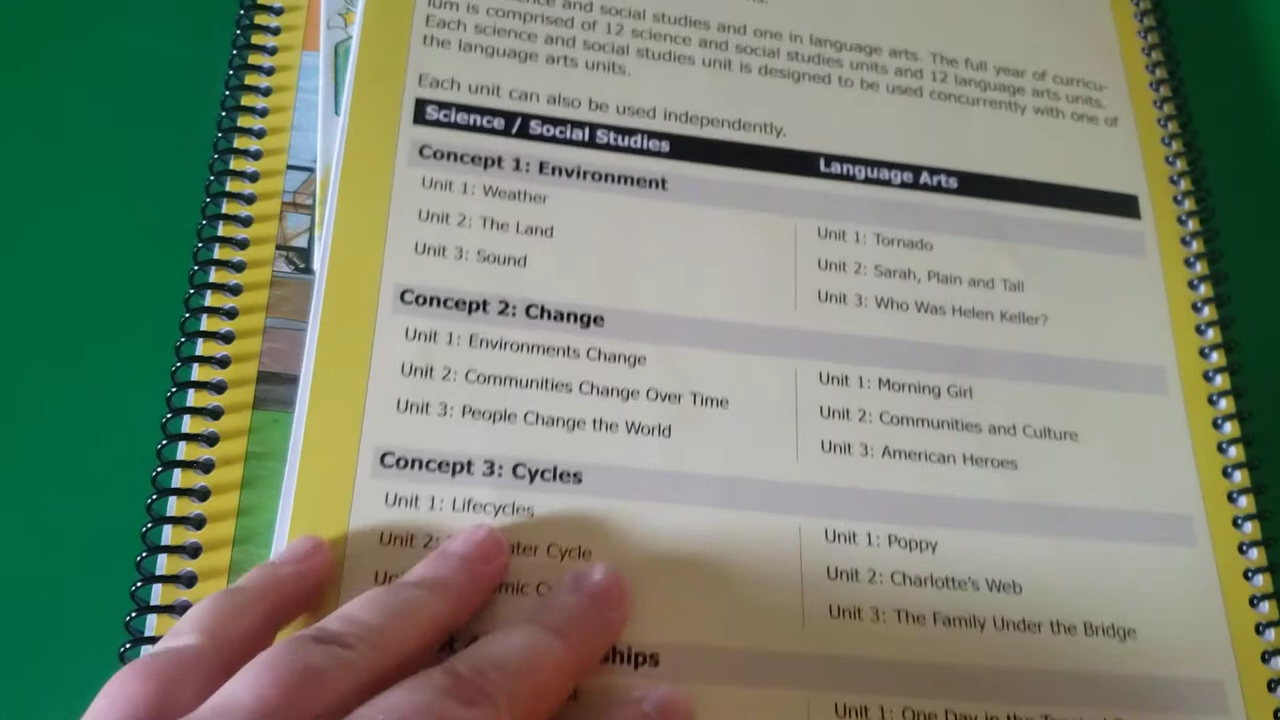 and social studies and one in language arts. The full year of curricu-
is comprised of 12 science and social studies units and 12 language arts units.
Each science and social studies unit is designed to be used concurrently with one of
the language arts units.
Each unit can also be used independently.
Science / Social Studies Language Arts
Concept 1: Environment
Unit 1: Weather Unit 1: Tornado
Unit 2: The Land Unit 2: Sarah, Plain and Tall
Unit 3: Sound Unit 3: Who Was Helen Keller?
Concept 2: Change
Unit 1: Environments Change Unit 1: Morning Girl
Unit 2: Communities Change Over Time Unit 2: Communities and Culture
Unit 3: People Change the World Unit 3: American Heroes
Concept 3: Cycles
Unit 1: Lifecycles Unit 1: Poppy
Unit 2: Cycle Unit 2: Charlotte's Web
Unit 3: The Family Under the Bridge
Unit 1: One Day in the